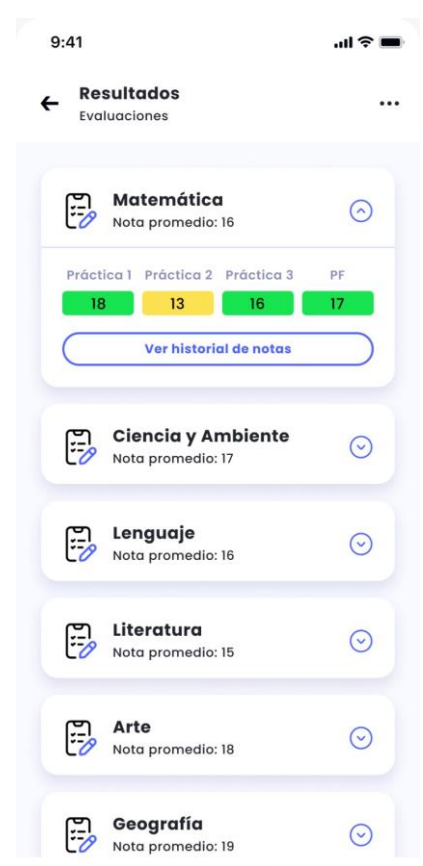 9:41
Resultados
Evaluaciones
Matemática
Nota promedio: 16
Práctica 1 Práctica 2 Práctica 3 PF
18 13 16 17
Ver historial de notas
Ciencia y Ambiente
Nota promedio: 17
Lenguaje
Nota promedio: 16
Literatura
Nota promedio: 15
Arte
Nota promedio: 18
Geografía
Nota promedio: 19